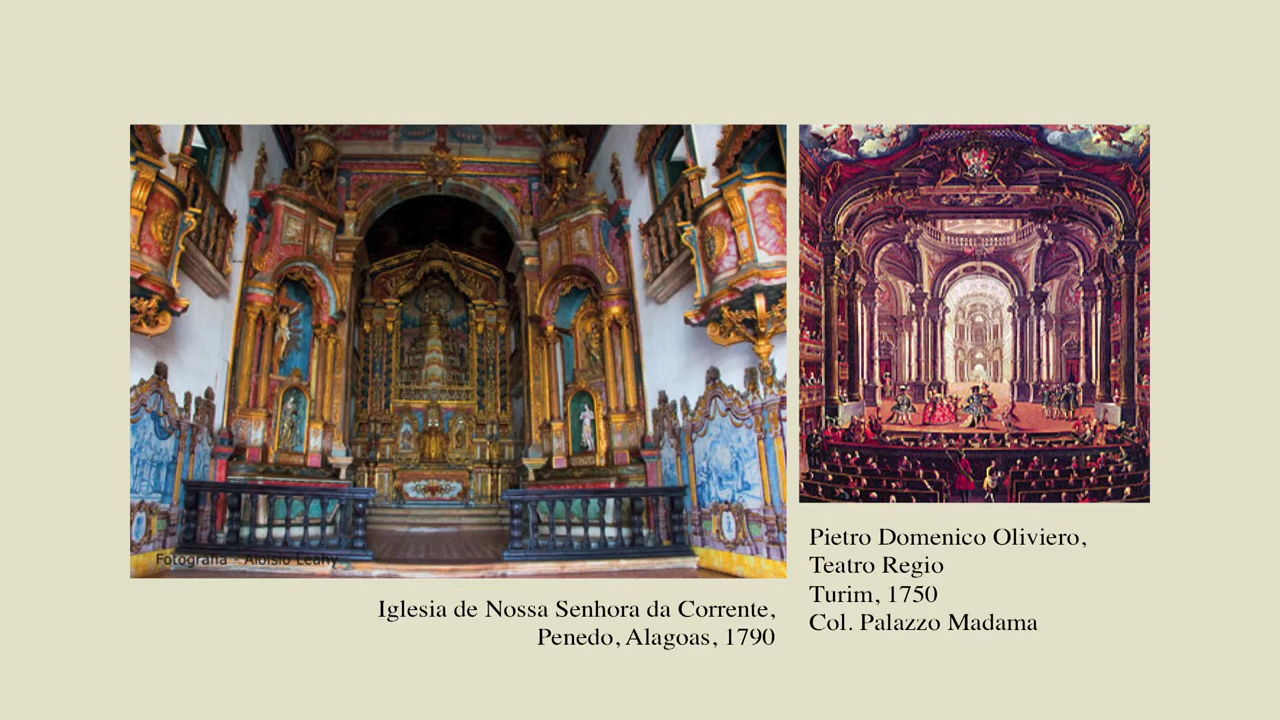 Fotografia - Aloisio Leahy
Iglesia de Nossa Senhora da Corrente,
Penedo, Alagoas, 1790
Pietro Domenico Oliviero,
Teatro Regio
Turim, 1750
Col. Palazzo Madama